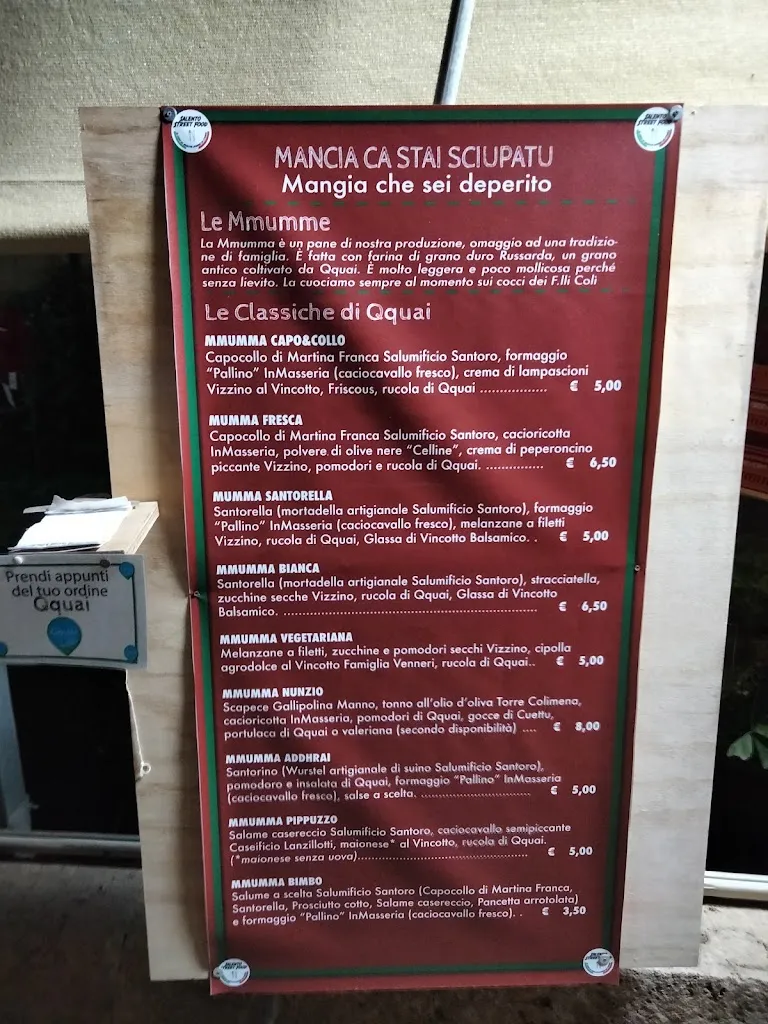 SALENTO
STREET FOOD
SALENTO
STREET FOOD
MANCIA CA STAI SCIUPATU
Mangia che sei deperito
Le Mmumme
La Mmumma è un pane di nostra produzione, omaggio ad una tradizio-
ne di famiglia. È fatta con farina di grano duro Russarda, un grano
antico coltivato da Qquai. È molto leggera e poco mollicosa perché
senza lievito. La cuociamo sempre al momento sui cocci dei F.lli Colì
Le Classiche di Qquai
MMUMMA CAPO&COLLO
Capocollo di Martina Franca Salumificio Santoro, formaggio
“Pallino” InMasseria (caciocavallo fresco), crema di lampascioni
Vizzino al Vincotto, Friscous, rucola di Qquai ................ € 5,00
MUMMA FRESCA
Capocollo di Martina Franca Salumificio Santoro, cacioricotta
InMasseria, polvere di olive nere “Celline”, crema di peperoncino
piccante Vizzino, pomodori e rucola di Qquai. .............. € 6,50
MUMMA SANTORELLA
Santorella (mortadella artigianale Salumificio Santoro), formaggio
“Pallino” InMasseria (caciocavallo fresco), melanzane a filetti
Vizzino, rucola di Qquai, Glassa di Vincotto Balsamico. . € 5,00
MMUMMA BIANCA
Santorella (mortadella artigianale Salumificio Santoro), stracciatella,
zucchine secche Vizzino, rucola di Qquai, Glassa di Vincotto
Balsamico. ................................................................ € 6,50
MMUMMA VEGETARIANA
Melanzane a filetti, zucchine e pomodori secchi Vizzino, cipolla
agrodolce al Vincotto Famiglia Venneri, rucola di Qquai.. € 5,00
MMUMMA NUNZIO
Scapece Gallipolina Manno, tonno all'olio d'oliva Torre Colimena,
cacioricotta InMasseria, pomodori di Qquai, gocce di Cuettu,
portulaca di Qquai o valeriana (secondo disponibilità) .... € 8,00
MMUMMA ADDHRAI
Santorino (Wurstel artigianale di suino Salumificio Santoro),
pomodoro e insalata di Qquai, formaggio “Pallino” InMasseria
(caciocavallo fresco), salse a scelta. ............................ € 5,00
MMUMMA PIPPUZZO
Salame casereccio Salumificio Santoro, caciocavallo semipiccante
Caseificio Lanzillotti, maionese* al Vincotto, rucola di Qquai.
(*maionese senza uova)........................................... € 5,00
MMUMMA BIMBO
Salume a scelta Salumificio Santoro (Capocollo di Martina Franca,
Santorella, Prosciutto cotto, Salame casereccio, Pancetta arrotolata)
e formaggio “Pallino” InMasseria (caciocavallo fresco). . € 3,50
Prendi appunti
del tuo ordine
Qquai
SALENTO
STREET FOOD
SALENTO
STREET FOOD